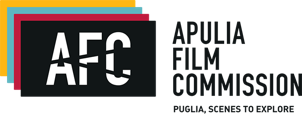 AFC
APULIA
FILM
COMMISSION
PUGLIA, SCENES TO EXPLORE